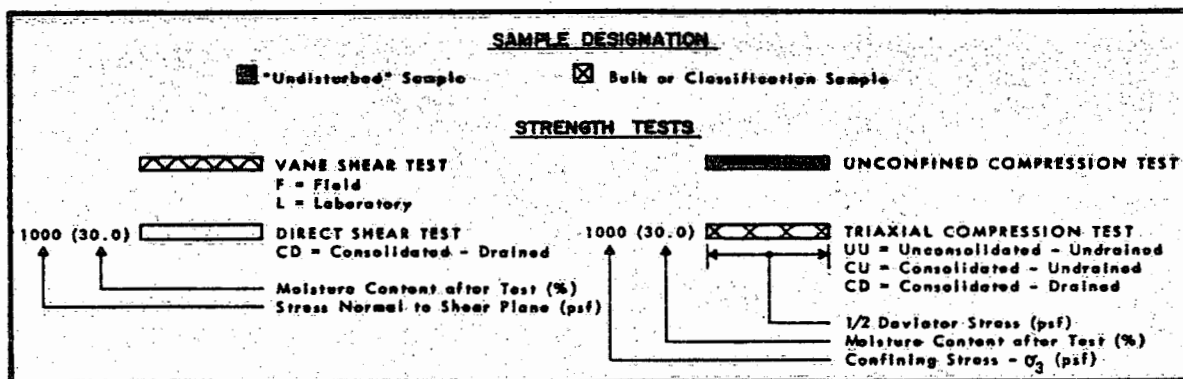 SAMPLE DESIGNATION
"Undisturbed" Sample
Bulk or Classification Sample
STRENGTH TESTS
VANE SHEAR TEST
F = Field
L = Laboratory
UNCONFINED COMPRESSION TEST
1000 (30.0)
DIRECT SHEAR TEST
CD = Consolidated - Drained
Moisture Content after Test (%)
Stress Normal to Shear Plane (psf)
1000 (30.0)
TRIAXIAL COMPRESSION TEST
UU = Unconsolidated - Undrained
CU = Consolidated - Undrained
CD = Consolidated - Drained
1/2 Deviator Stress (psf)
Moisture Content after Test (%)
Confining Stress - σ3 (psf)